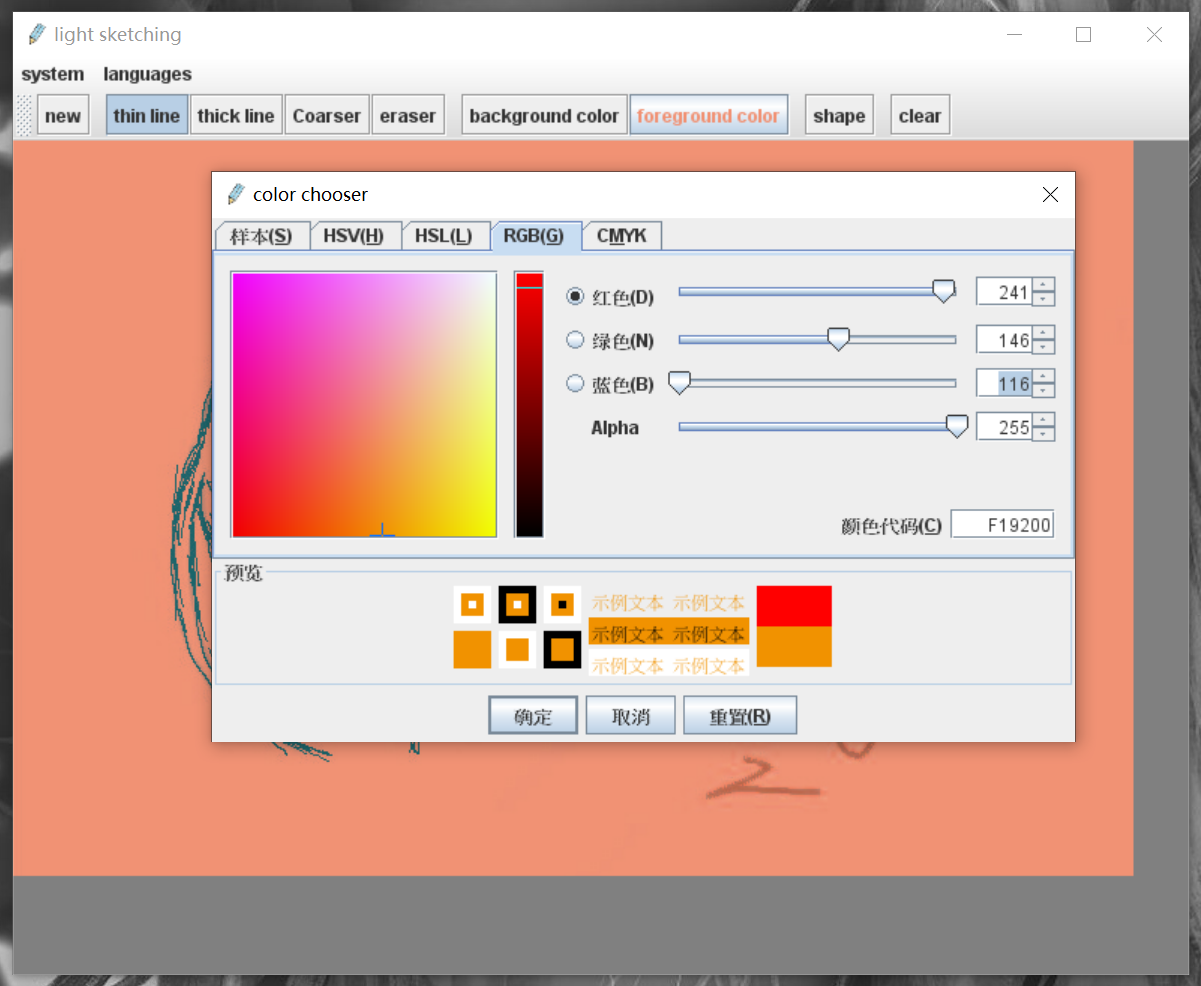 light sketching
system languages
new thin line thick line Coarser eraser background color foreground color shape clear
color chooser
样本(S) HSV(H) HSL(L) RGB(G) CMYK
红色(D) 241
绿色(N) 146
蓝色(B) 116
Alpha 255
颜色代码(C) F19200
预览
示例文本 示例文本
示例文本 示例文本
示例文本 示例文本
确定 取消 重置(R)
2